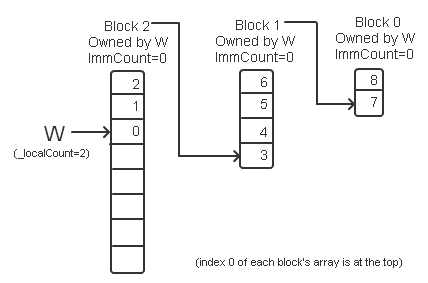 Block 2
Owned by W
ImmCount=0
Block 1
Owned by W
ImmCount=0
Block 0
Owned by W
ImmCount=0
2
1
0
6
5
4
3
8
7
W
(_localCount=2)
(index 0 of each block's array is at the top)